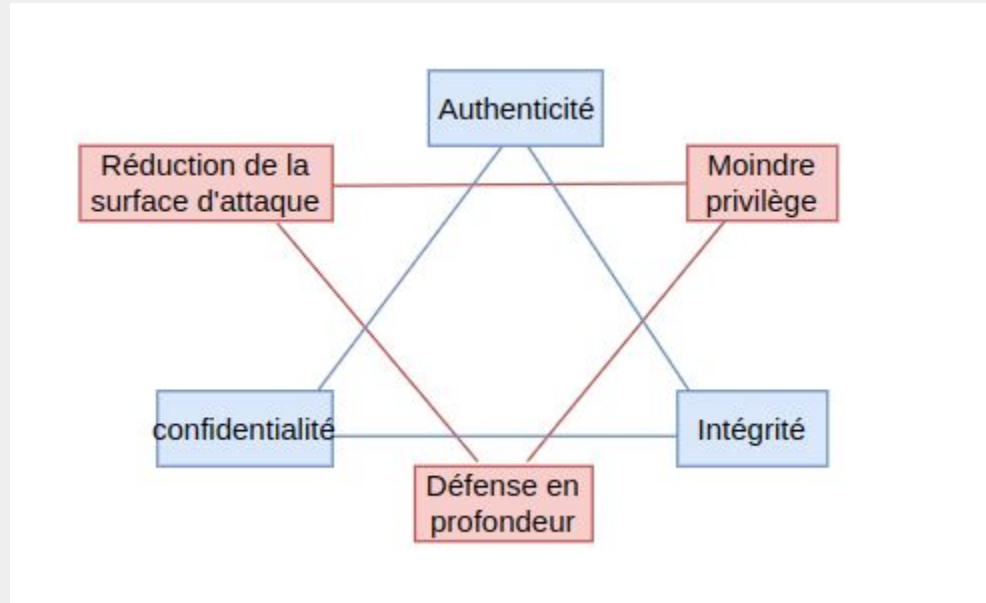 Authenticité
Réduction de la
surface d'attaque
Moindre
privilège
confidentialité
Intégrité
Défense en
profondeur